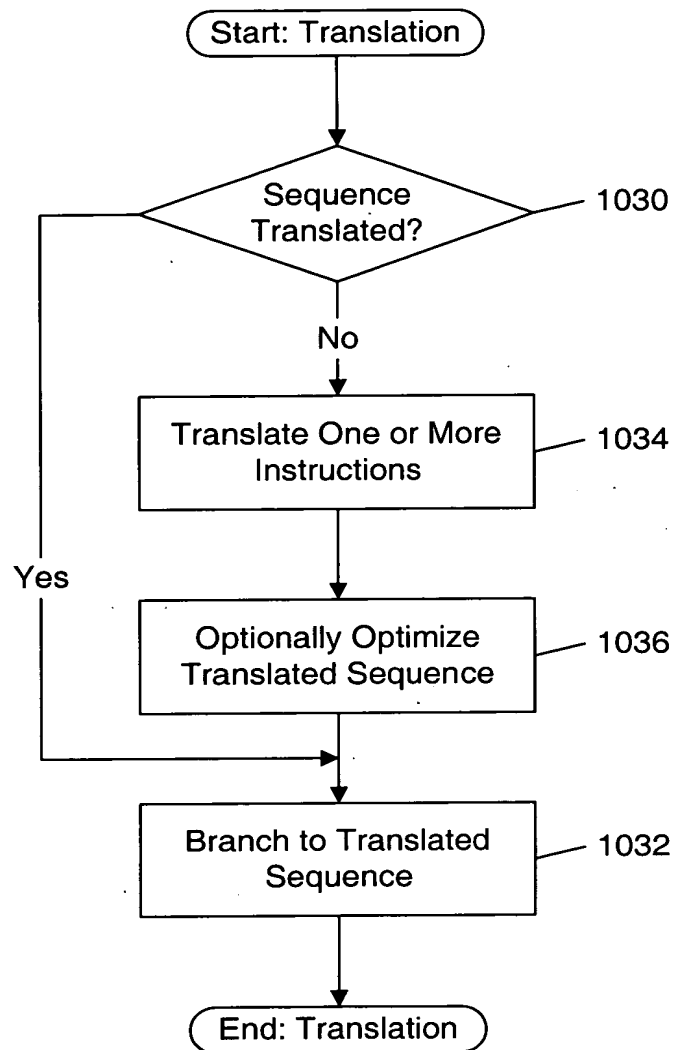 Start: Translation
Sequence
Translated?
1030
No
Translate One or More
Instructions
1034
Yes
Optionally Optimize
Translated Sequence
1036
Branch to Translated
Sequence
1032
End: Translation